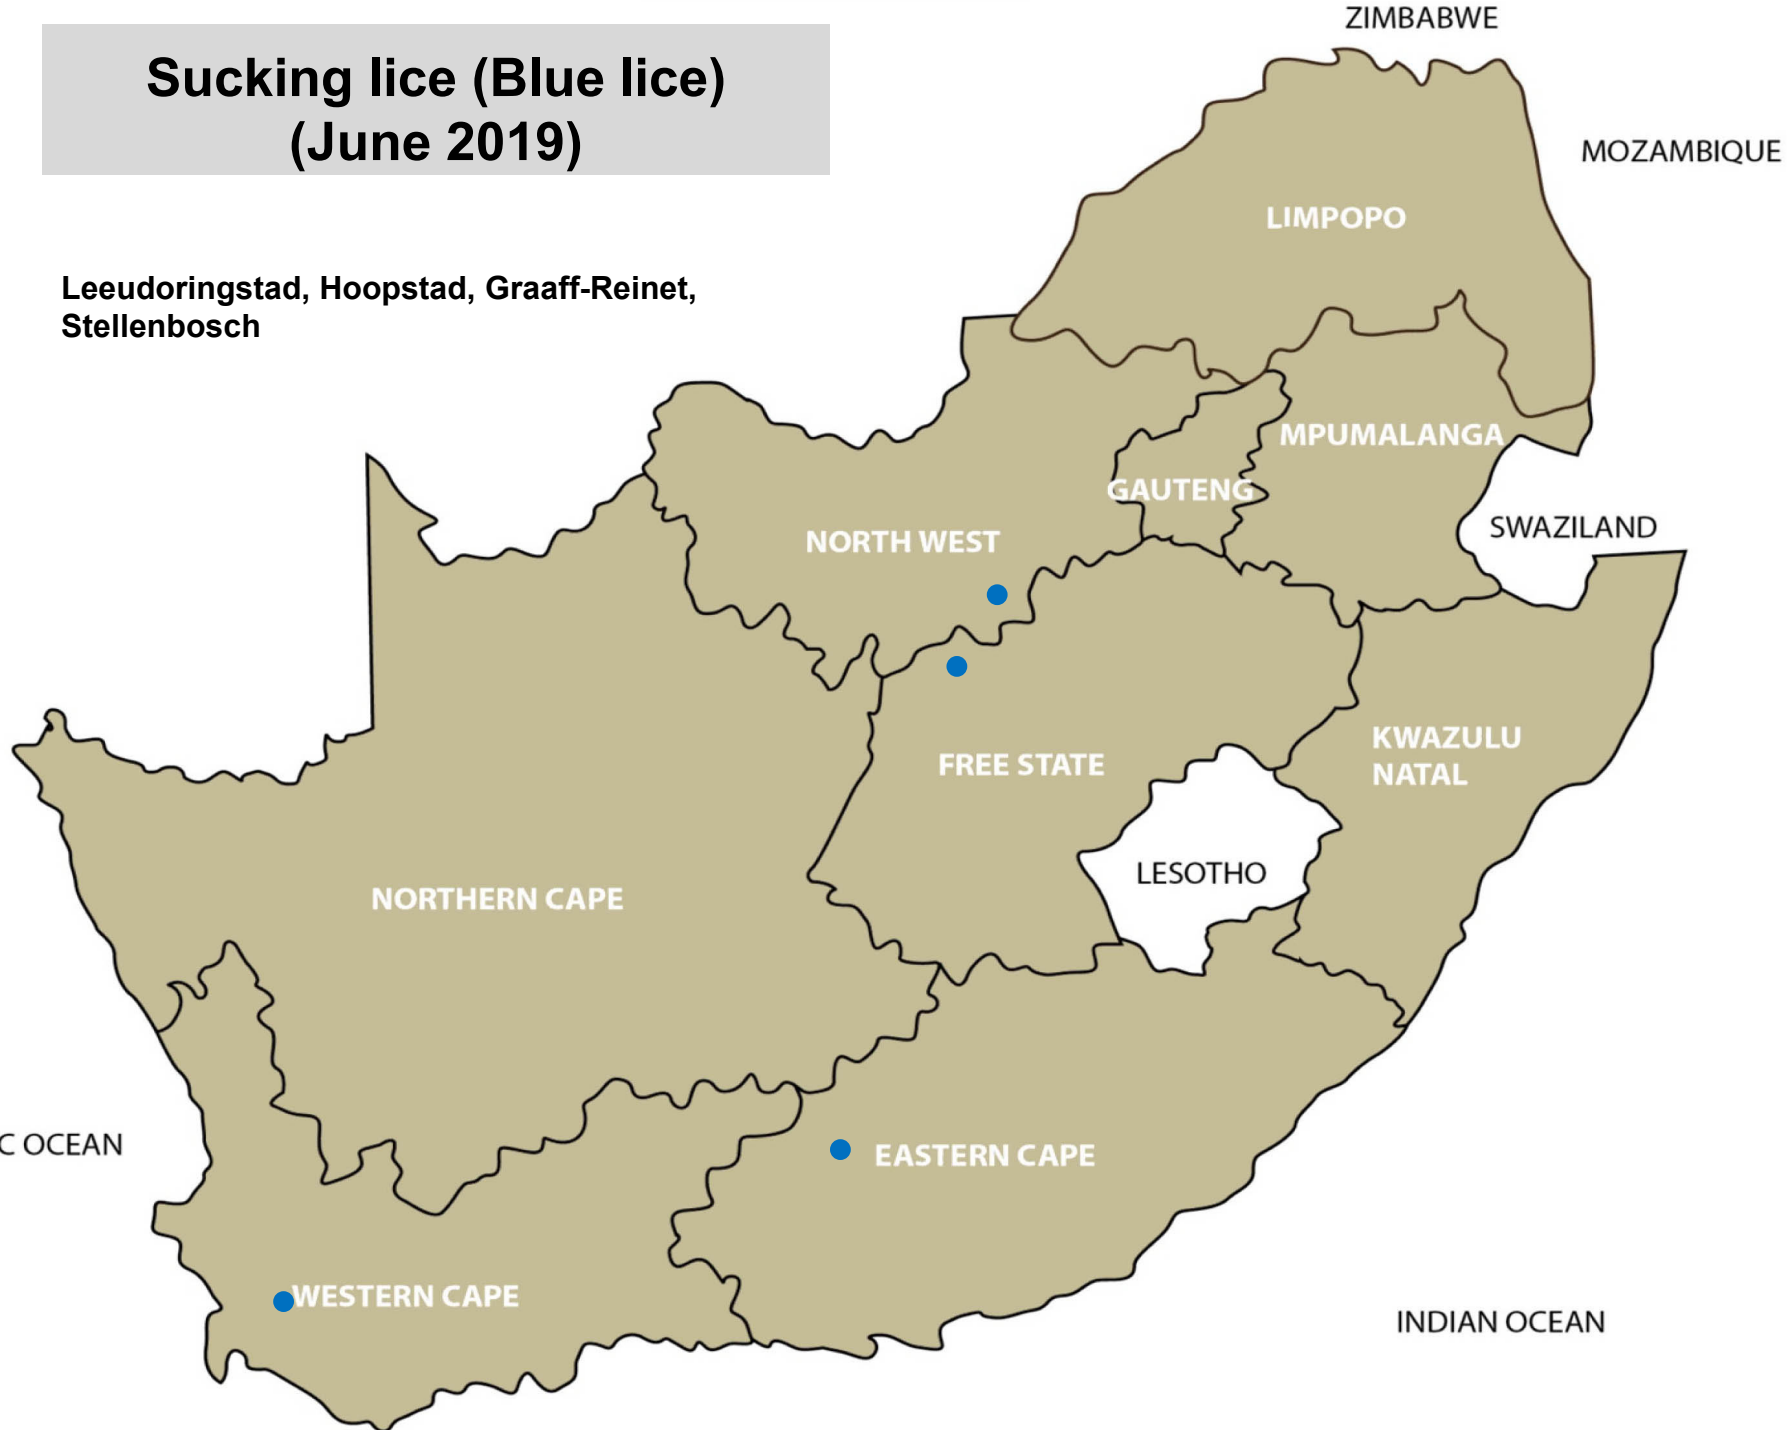 Sucking lice (Blue lice)
(June 2019)
Leeudoringstad, Hoopstad, Graaff-Reinet,
Stellenbosch
ZIMBABWE
MOZAMBIQUE
LIMPOPO
MPUMALANGA
GAUTENG
SWAZILAND
NORTH WEST
KWAZULU
NATAL
FREE STATE
LESOTHO
NORTHERN CAPE
C OCEAN
EASTERN CAPE
WESTERN CAPE
INDIAN OCEAN